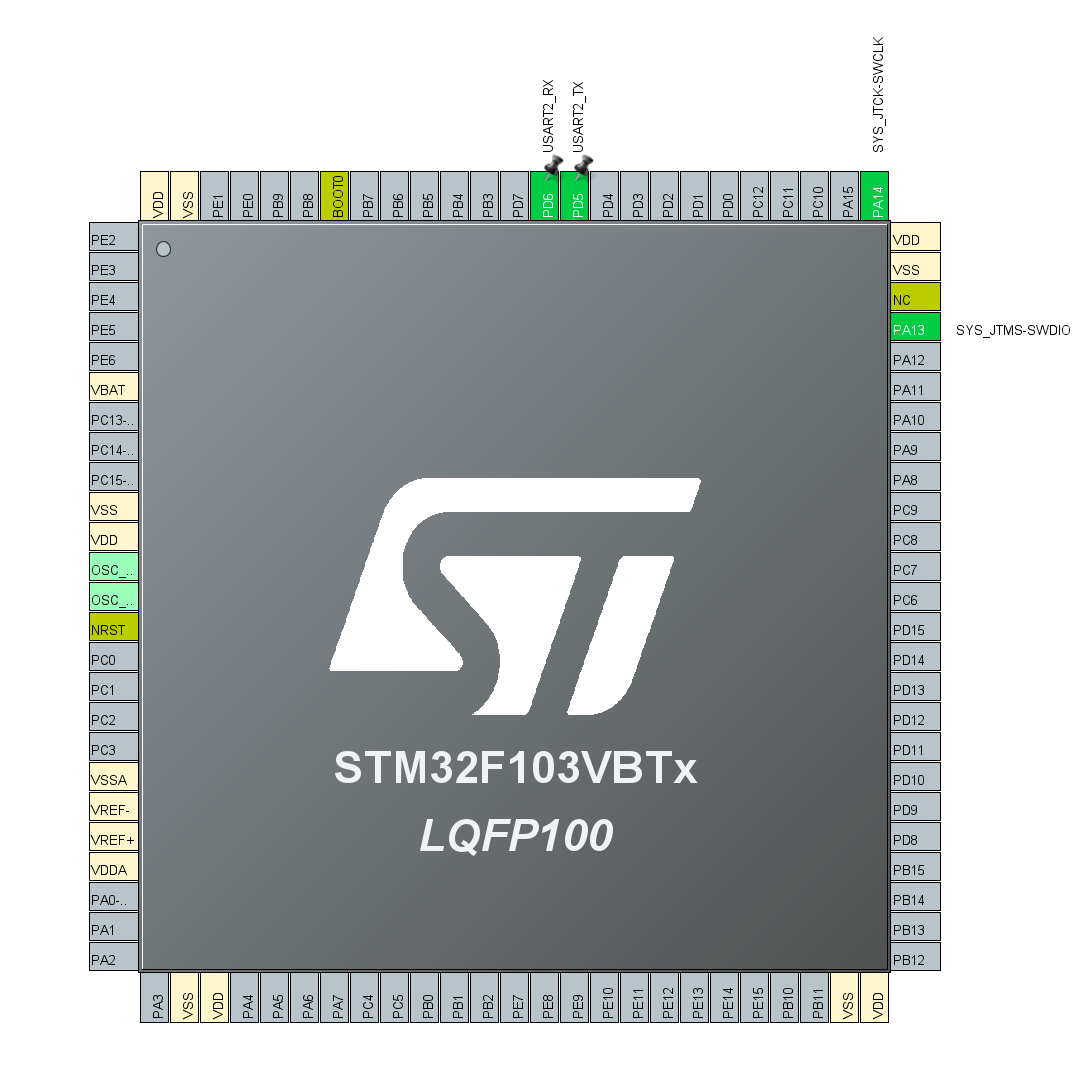 USART2_RX
USART2_TX
SYS_JTCK-SWCLK
VDD
VSS
PE1
PE0
PB9
PB8
BOOT0
PB7
PB6
PB5
PB4
PB3
PD7
PD6
PD5
PD4
PD3
PD2
PD1
PD0
PC12
PC11
PC10
PA15
PA14
PE2
PE3
PE4
PE5
PE6
VBAT
PC13-..
PC14-..
PC15-..
VSS
VDD
OSC_..
OSC_..
NRST
PC0
PC1
PC2
PC3
VSSA
VREF-
VREF+
VDDA
PA0-..
PA1
PA2
ST
STM32F103VBTx
LQFP100
VDD
VSS
NC
PA13 SYS_JTMS-SWDIO
PA12
PA11
PA10
PA9
PA8
PC9
PC8
PC7
PC6
PD15
PD14
PD13
PD12
PD11
PD10
PD9
PD8
PB15
PB14
PB13
PB12
PA3
VSS
VDD
PA4
PA5
PA6
PA7
PC4
PC5
PB0
PB1
PB2
PE7
PE8
PE9
PE10
PE11
PE12
PE13
PE14
PE15
PB10
PB11
VSS
VDD